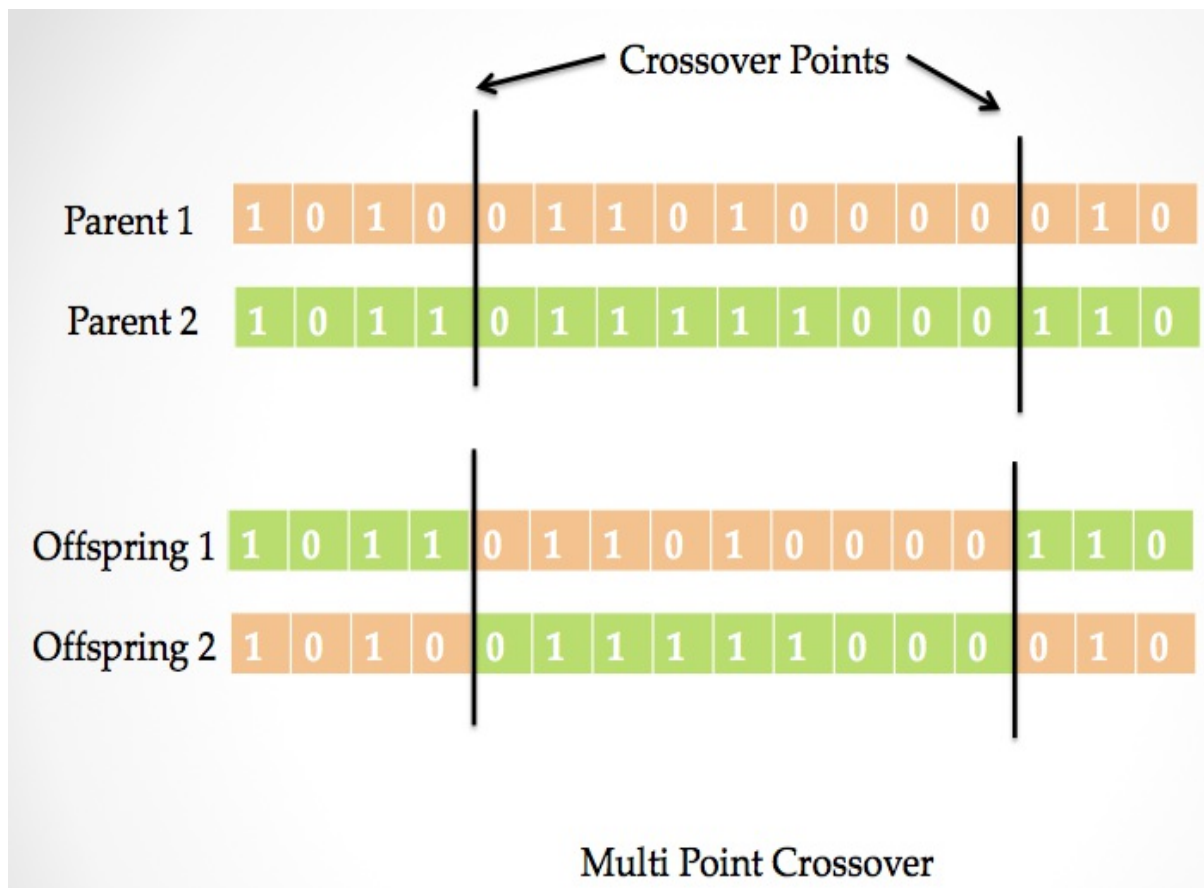 Crossover Points
Parent 1 1 0 1 0 0 1 1 0 1 0 0 0 0 0 1 0
Parent 2 1 0 1 1 0 1 1 1 1 1 0 0 0 1 1 0
Offspring 1 1 0 1 1 0 1 1 0 1 0 0 0 0 1 1 0
Offspring 2 1 0 1 0 0 1 1 1 1 1 0 0 0 0 1 0
Multi Point Crossover